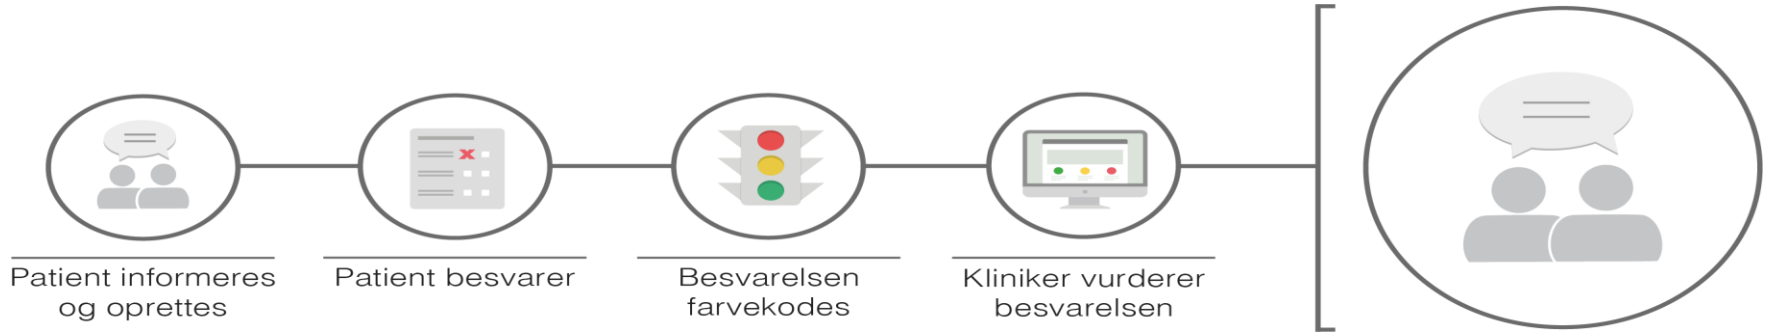 Patient informeres
og oprettes
Patient besvarer
Besvarelsen
farvekodes
Kliniker vurderer
besvarelsen